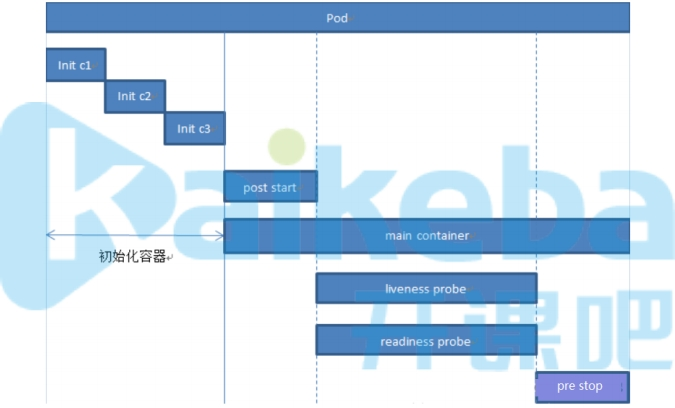 Pod
Init c1
Init c2
Init c3
post start
main container
初始化容器
liveness probe
readiness probe
pre stop
kaikeba
开课吧